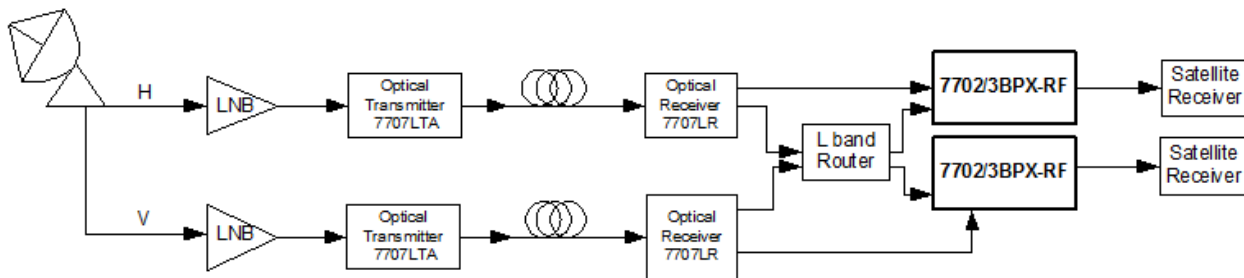 H
LNB
Optical
Transmitter
7707LTA
Optical
Receiver
7707LR
7702/3BPX-RF
Satellite
Receiver
L band
Router
7702/3BPX-RF
Satellite
Receiver
V
LNB
Optical
Transmitter
7707LTA
Optical
Receiver
7707LR